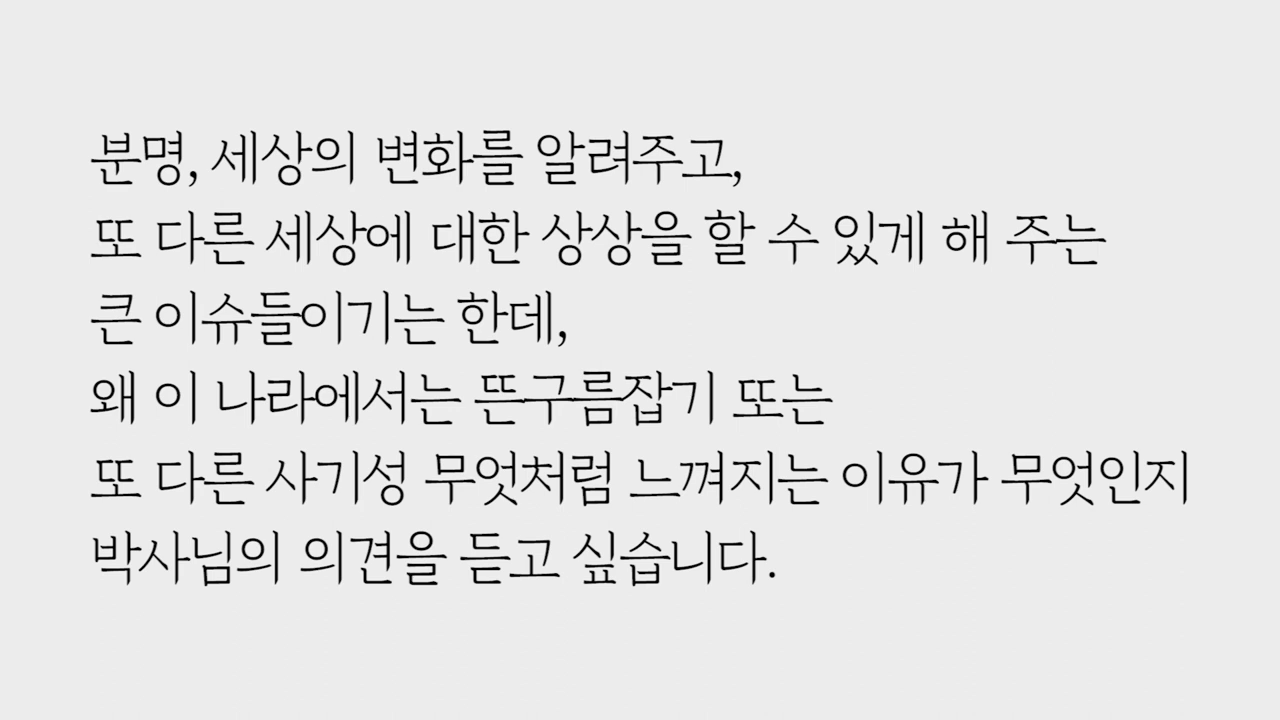 분명, 세상의 변화를 알려주고,
또 다른 세상에 대한 상상을 할 수 있게 해 주는
큰 이슈들이기는 한데,
왜 이 나라에서는 뜬구름잡기 또는
또 다른 사기성 무엇처럼 느껴지는 이유가 무엇인지
박사님의 의견을 듣고 싶습니다.